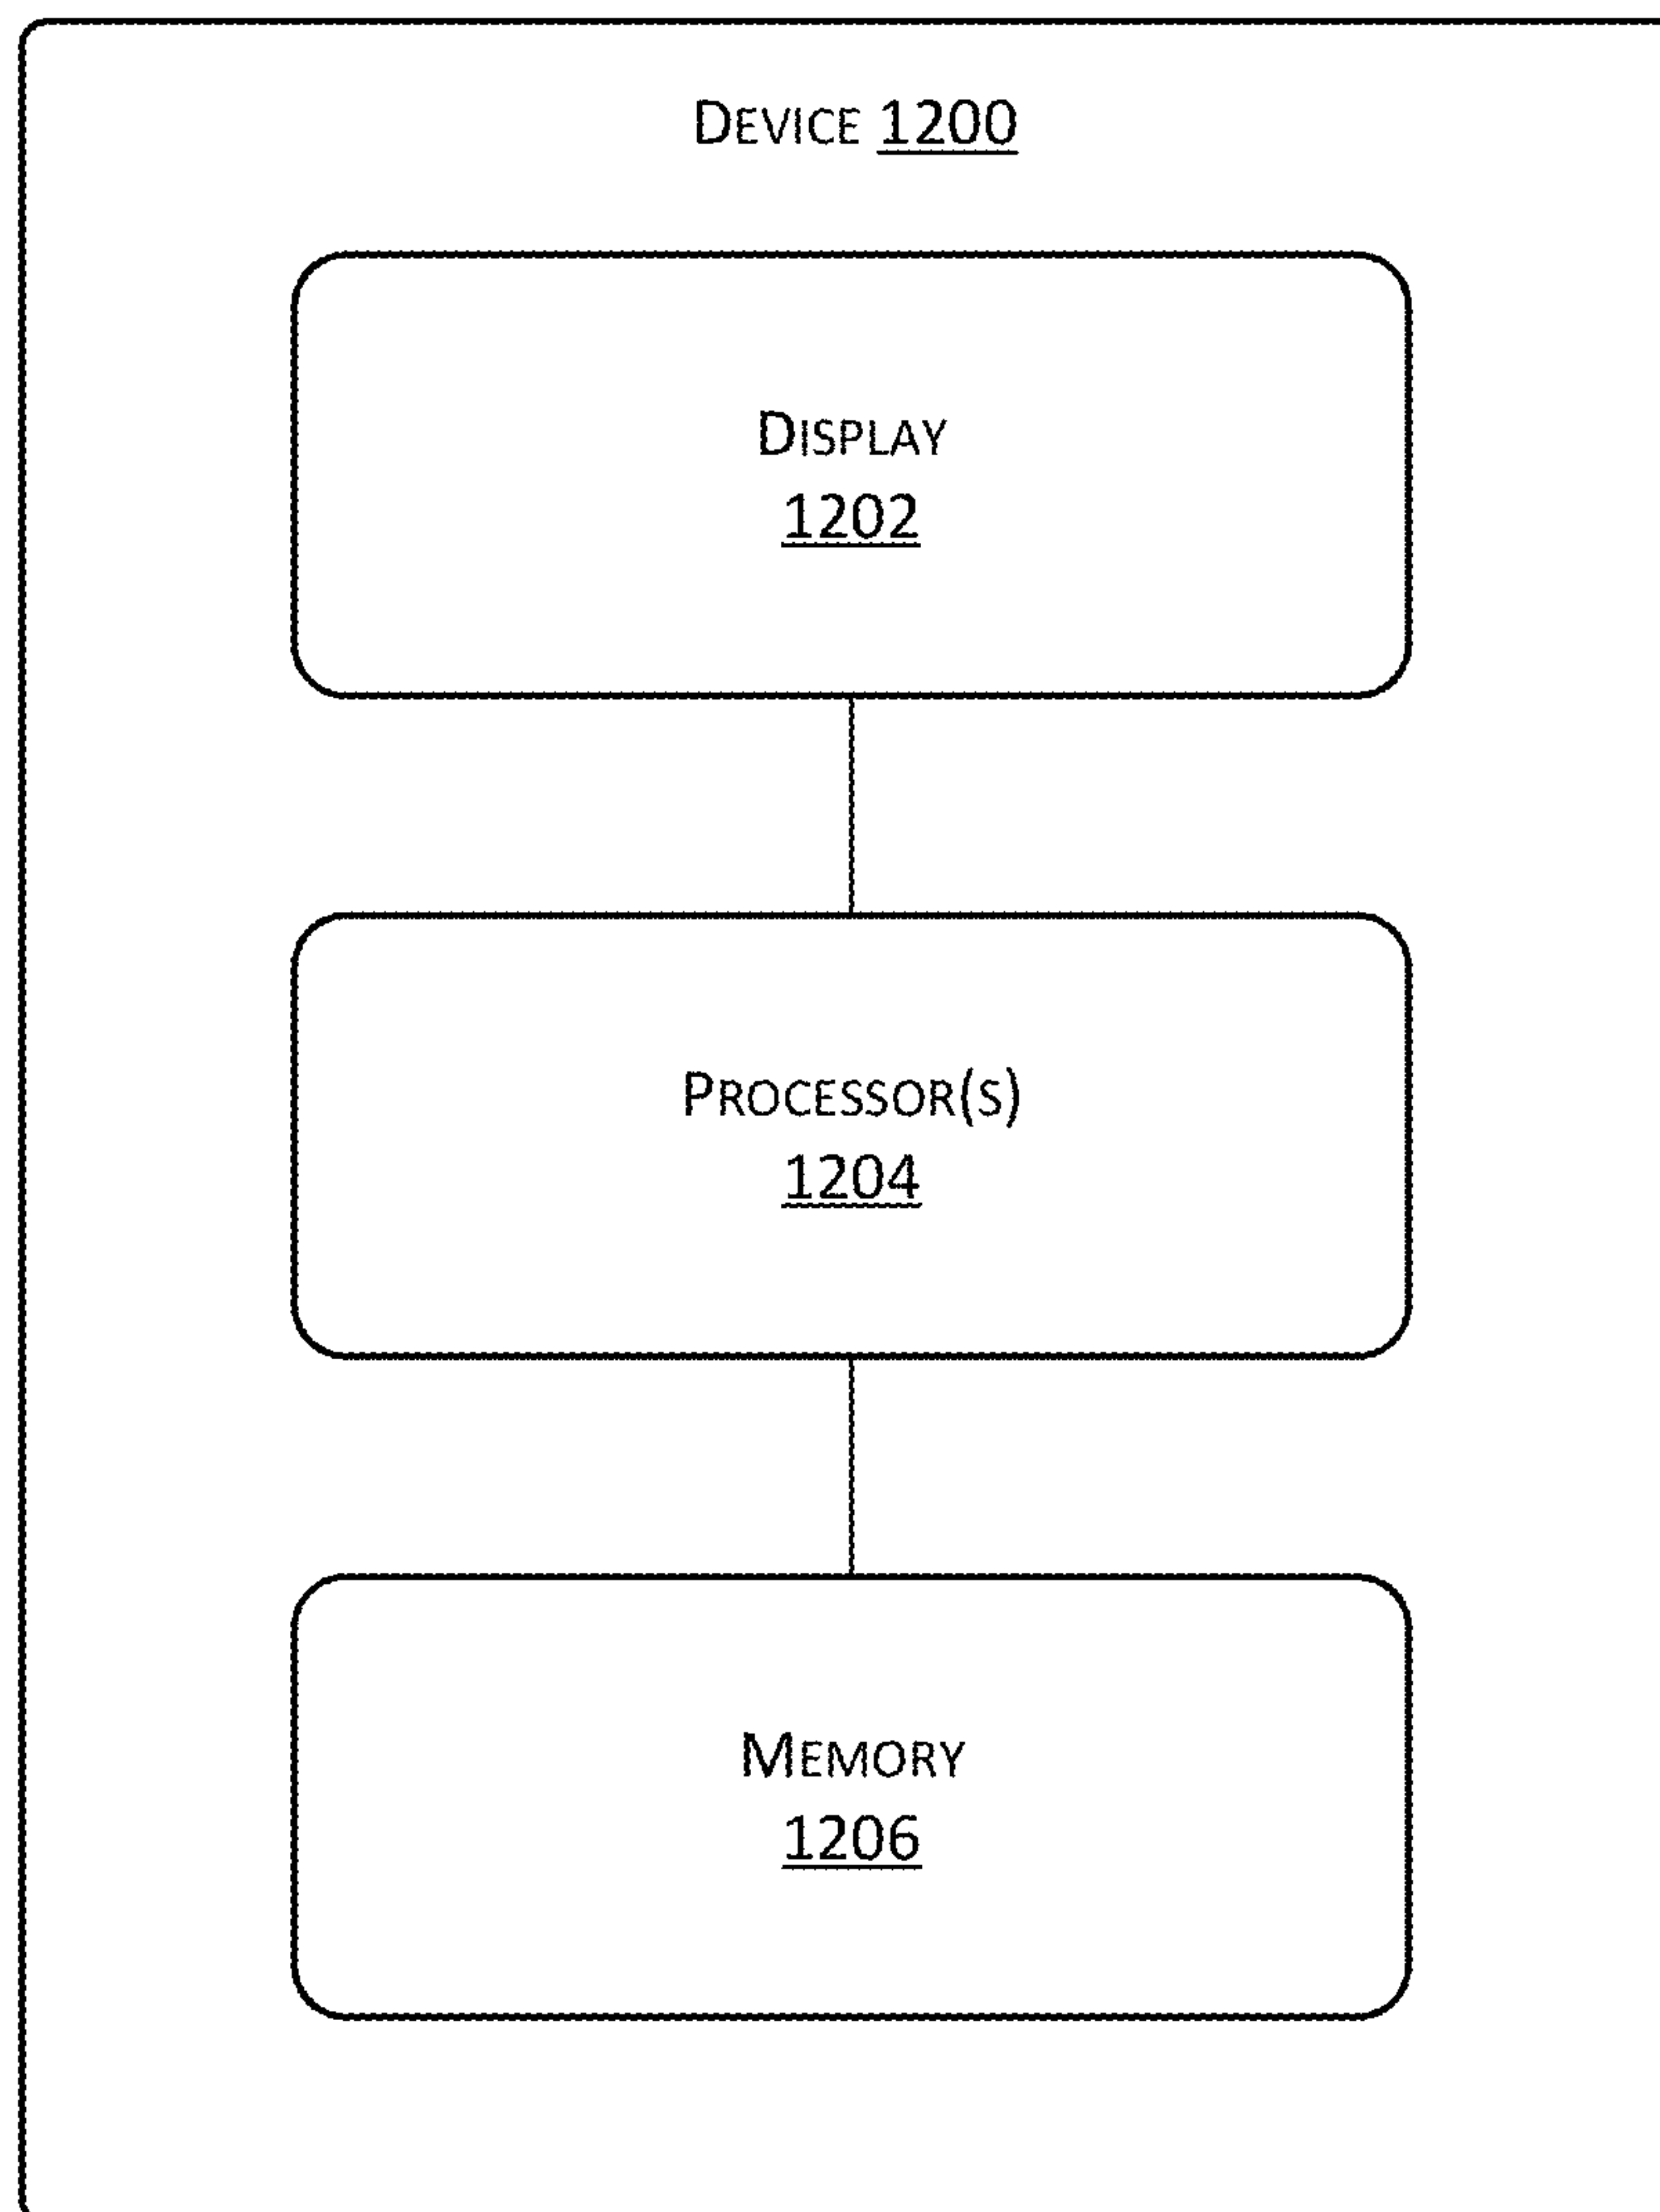 DEVICE 1200
DISPLAY
1202
PROCESSOR(S)
1204
MEMORY
1206